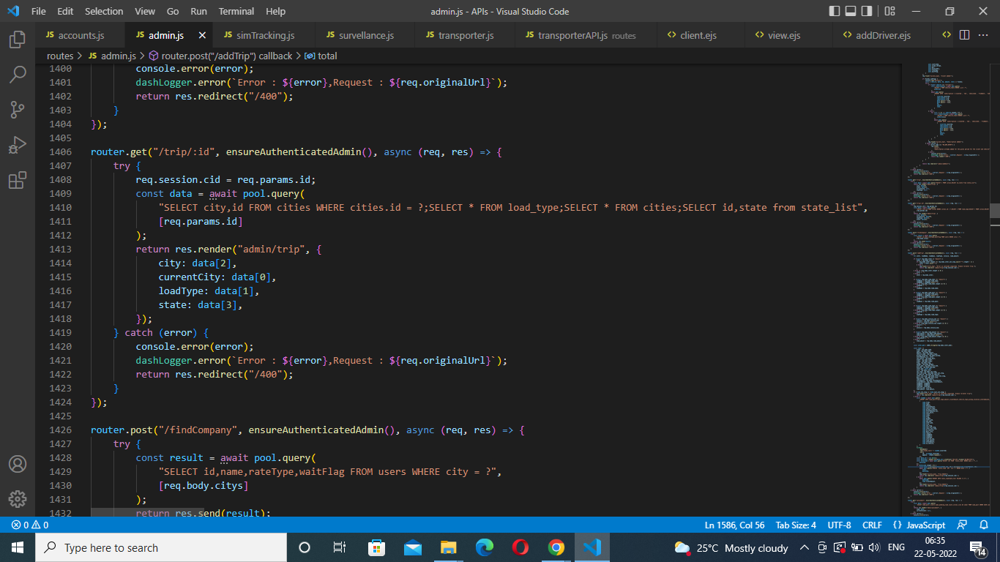 File Edit Selection View Go Run Terminal Help admin.js - APIs - Visual Studio Code
JS accounts.js JS admin.js JS simTracking.js JS survellance.js JS transporter.js JS transporterAPI.js routes <> client.ejs <> view.ejs <> addDriver.ejs <>
routes > JS admin.js > router.post("/addTrip") callback > total
1400 console.error(error);
1401 dashLogger.error(`Error : ${error},Request : ${req.originalUrl}`);
1402 return res.redirect("/400");
1403 }
1404 });
1405
1406 router.get("/trip/:id", ensureAuthenticatedAdmin(), async (req, res) => {
1407 try {
1408 req.session.cid = req.params.id;
1409 const data = await pool.query(
1410 "SELECT city,id FROM cities WHERE cities.id = ?;SELECT * FROM load_type;SELECT * FROM cities;SELECT id,state from state_list",
1411 [req.params.id]
1412 );
1413 return res.render("admin/trip", {
1414 city: data[2],
1415 currentCity: data[0],
1416 loadType: data[1],
1417 state: data[3],
1418 });
1419 } catch (error) {
1420 console.error(error);
1421 dashLogger.error(`Error : ${error},Request : ${req.originalUrl}`);
1422 return res.redirect("/400");
1423 }
1424 });
1425
1426 router.post("/findCompany", ensureAuthenticatedAdmin(), async (req, res) => {
1427 try {
1428 const result = await pool.query(
1429 "SELECT id,name,rateType,waitFlag FROM users WHERE city = ?",
1430 [req.body.citys]
1431 );
1432 return res.send(result);
0 0 Ln 1586, Col 56 Tab Size: 4 UTF-8 CRLF {} JavaScript
Type here to search 25°C Mostly cloudy ENG 06:35
22-05-2022 14